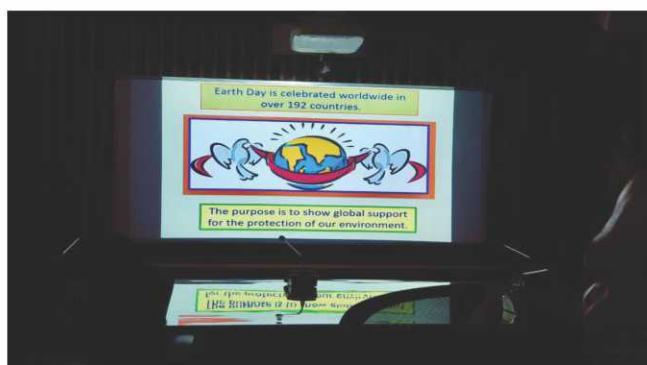 Earth Day is celebrated worldwide in
over 192 countries.
The purpose is to show global support
for the protection of our environment.